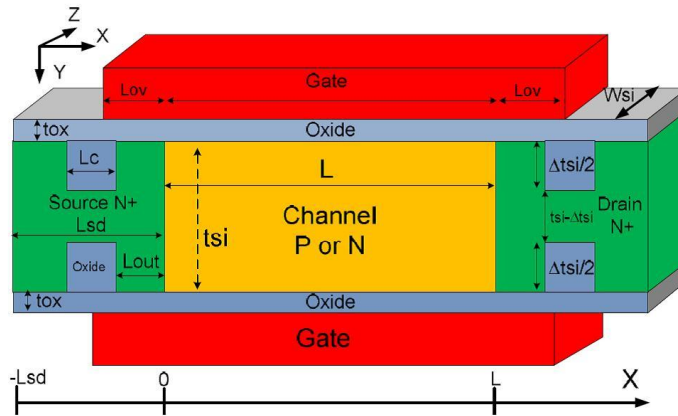 Z
X
Y
Lov
Gate
Lov
Wsi
tox
Oxide
Lc
L
Δtsi/2
Source N+
Lsd
tsi
Channel
P or N
tsi-Δtsi
Drain
N+
Oxide
Lout
Δtsi/2
tox
Oxide
Gate
-Lsd
0
L
X